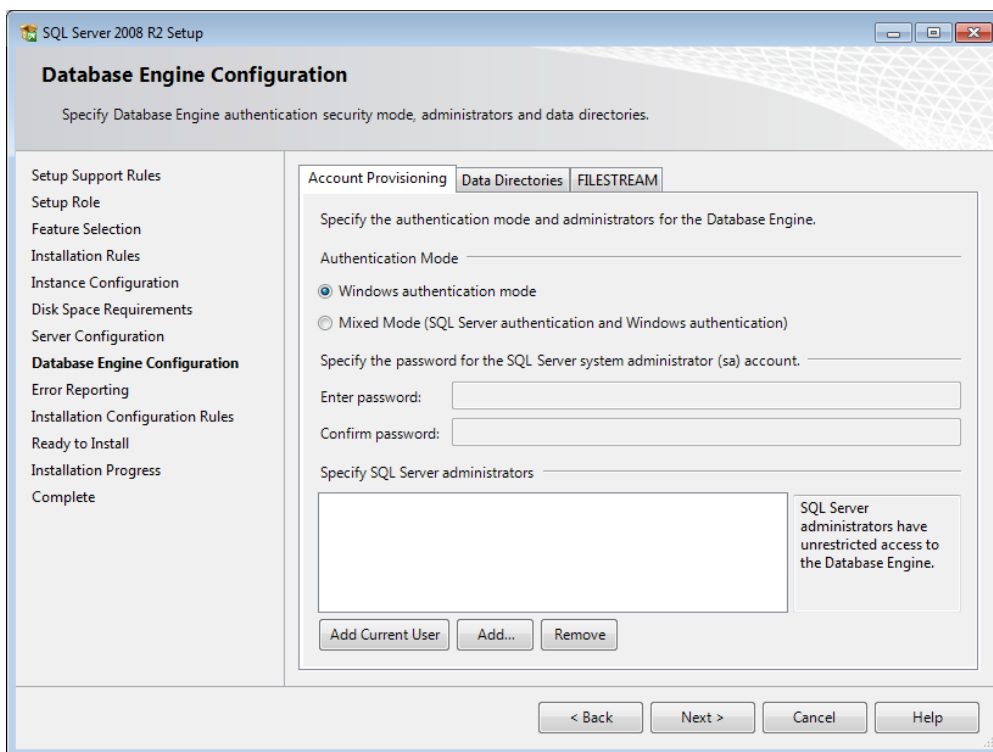 SQL Server 2008 R2 Setup
Database Engine Configuration
Specify Database Engine authentication security mode, administrators and data directories.
Setup Support Rules
Setup Role
Feature Selection
Installation Rules
Instance Configuration
Disk Space Requirements
Server Configuration
Database Engine Configuration
Error Reporting
Installation Configuration Rules
Ready to Install
Installation Progress
Complete
Account Provisioning Data Directories FILESTREAM
Specify the authentication mode and administrators for the Database Engine.
Authentication Mode
Windows authentication mode
Mixed Mode (SQL Server authentication and Windows authentication)
Specify the password for the SQL Server system administrator (sa) account.
Enter password:
Confirm password:
Specify SQL Server administrators
SQL Server
administrators have
unrestricted access to
the Database Engine.
Add Current User Add... Remove
< Back Next > Cancel Help